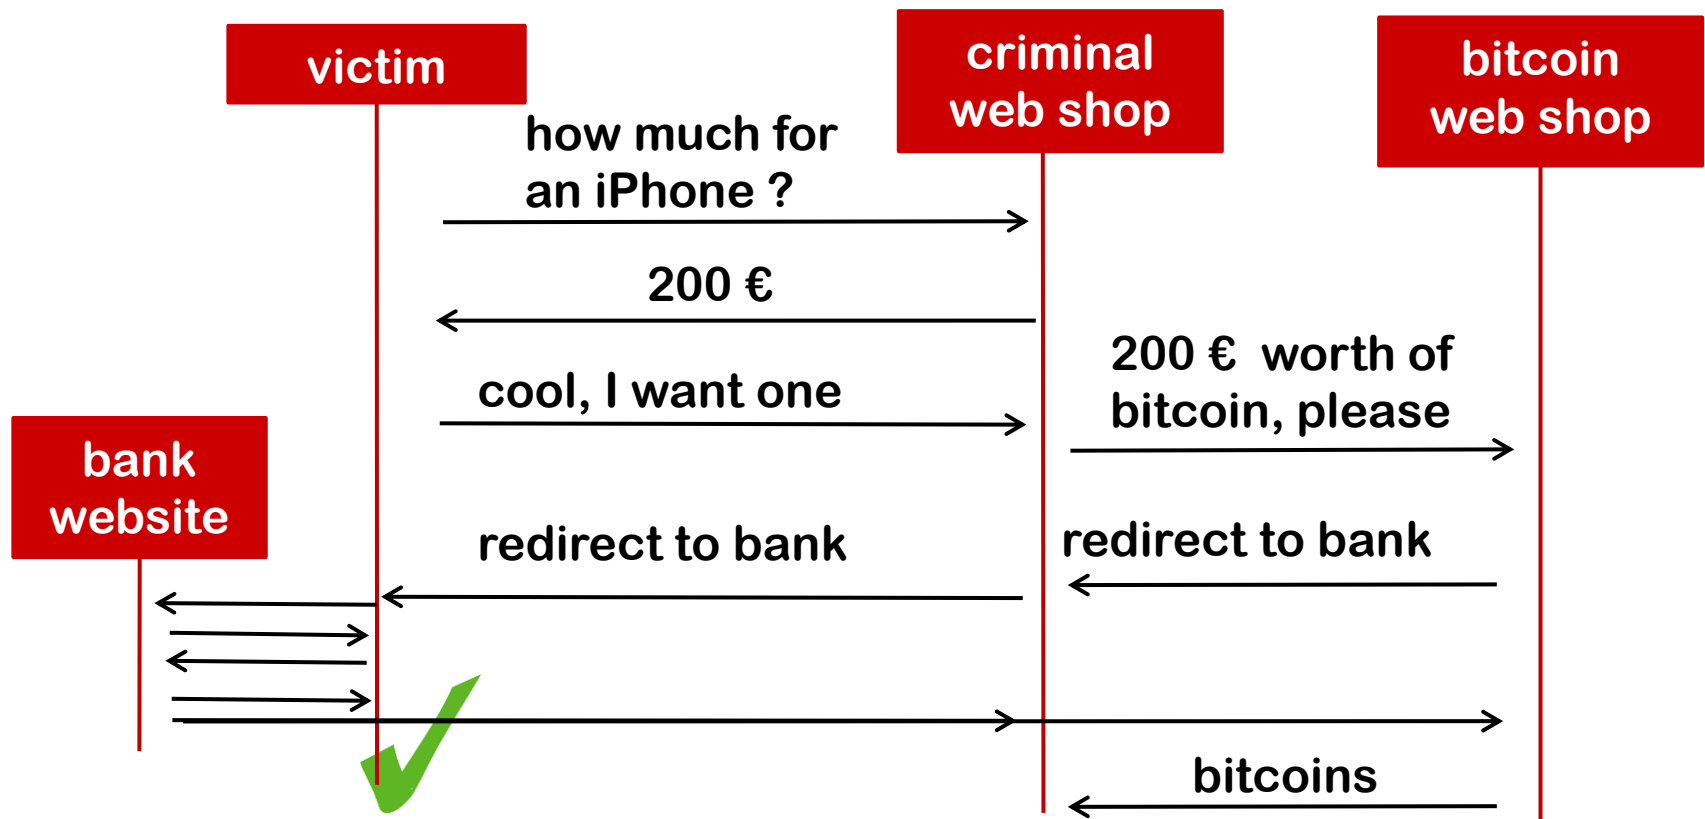 victim
criminal
web shop
bitcoin
web shop
how much for
an iPhone ?
200 €
200 € worth of
bitcoin, please
cool, I want one
bank
website
redirect to bank
redirect to bank
bitcoins